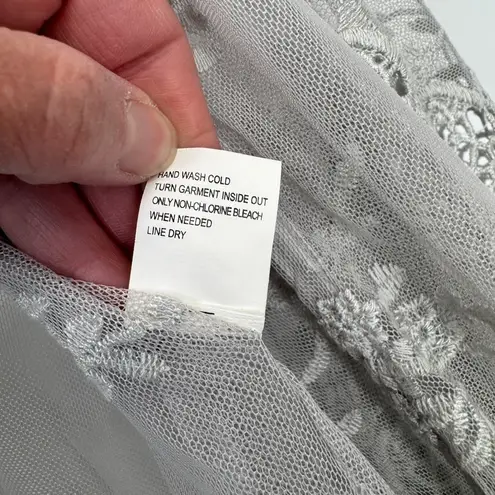 HAND WASH COLD
TURN GARMENT INSIDE OUT
ONLY NON-CHLORINE BLEACH
WHEN NEEDED
LINE DRY